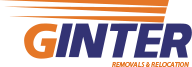 GINTER
REMOVALS & RELOCATION